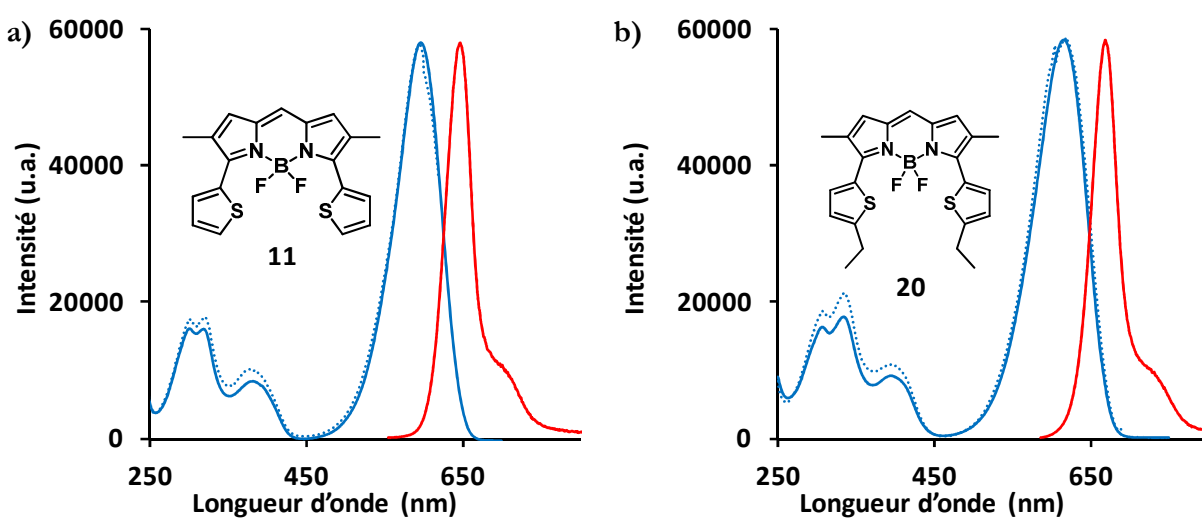 a)
Intensité (u.a.)
60000
40000
20000
0
250
450
650
Longueur d'onde (nm)
N
B
N
F
F
S
S
11
b)
Intensité (u.a.)
60000
40000
20000
0
250
450
650
Longueur d'onde (nm)
N
B
N
F
F
S
S
20